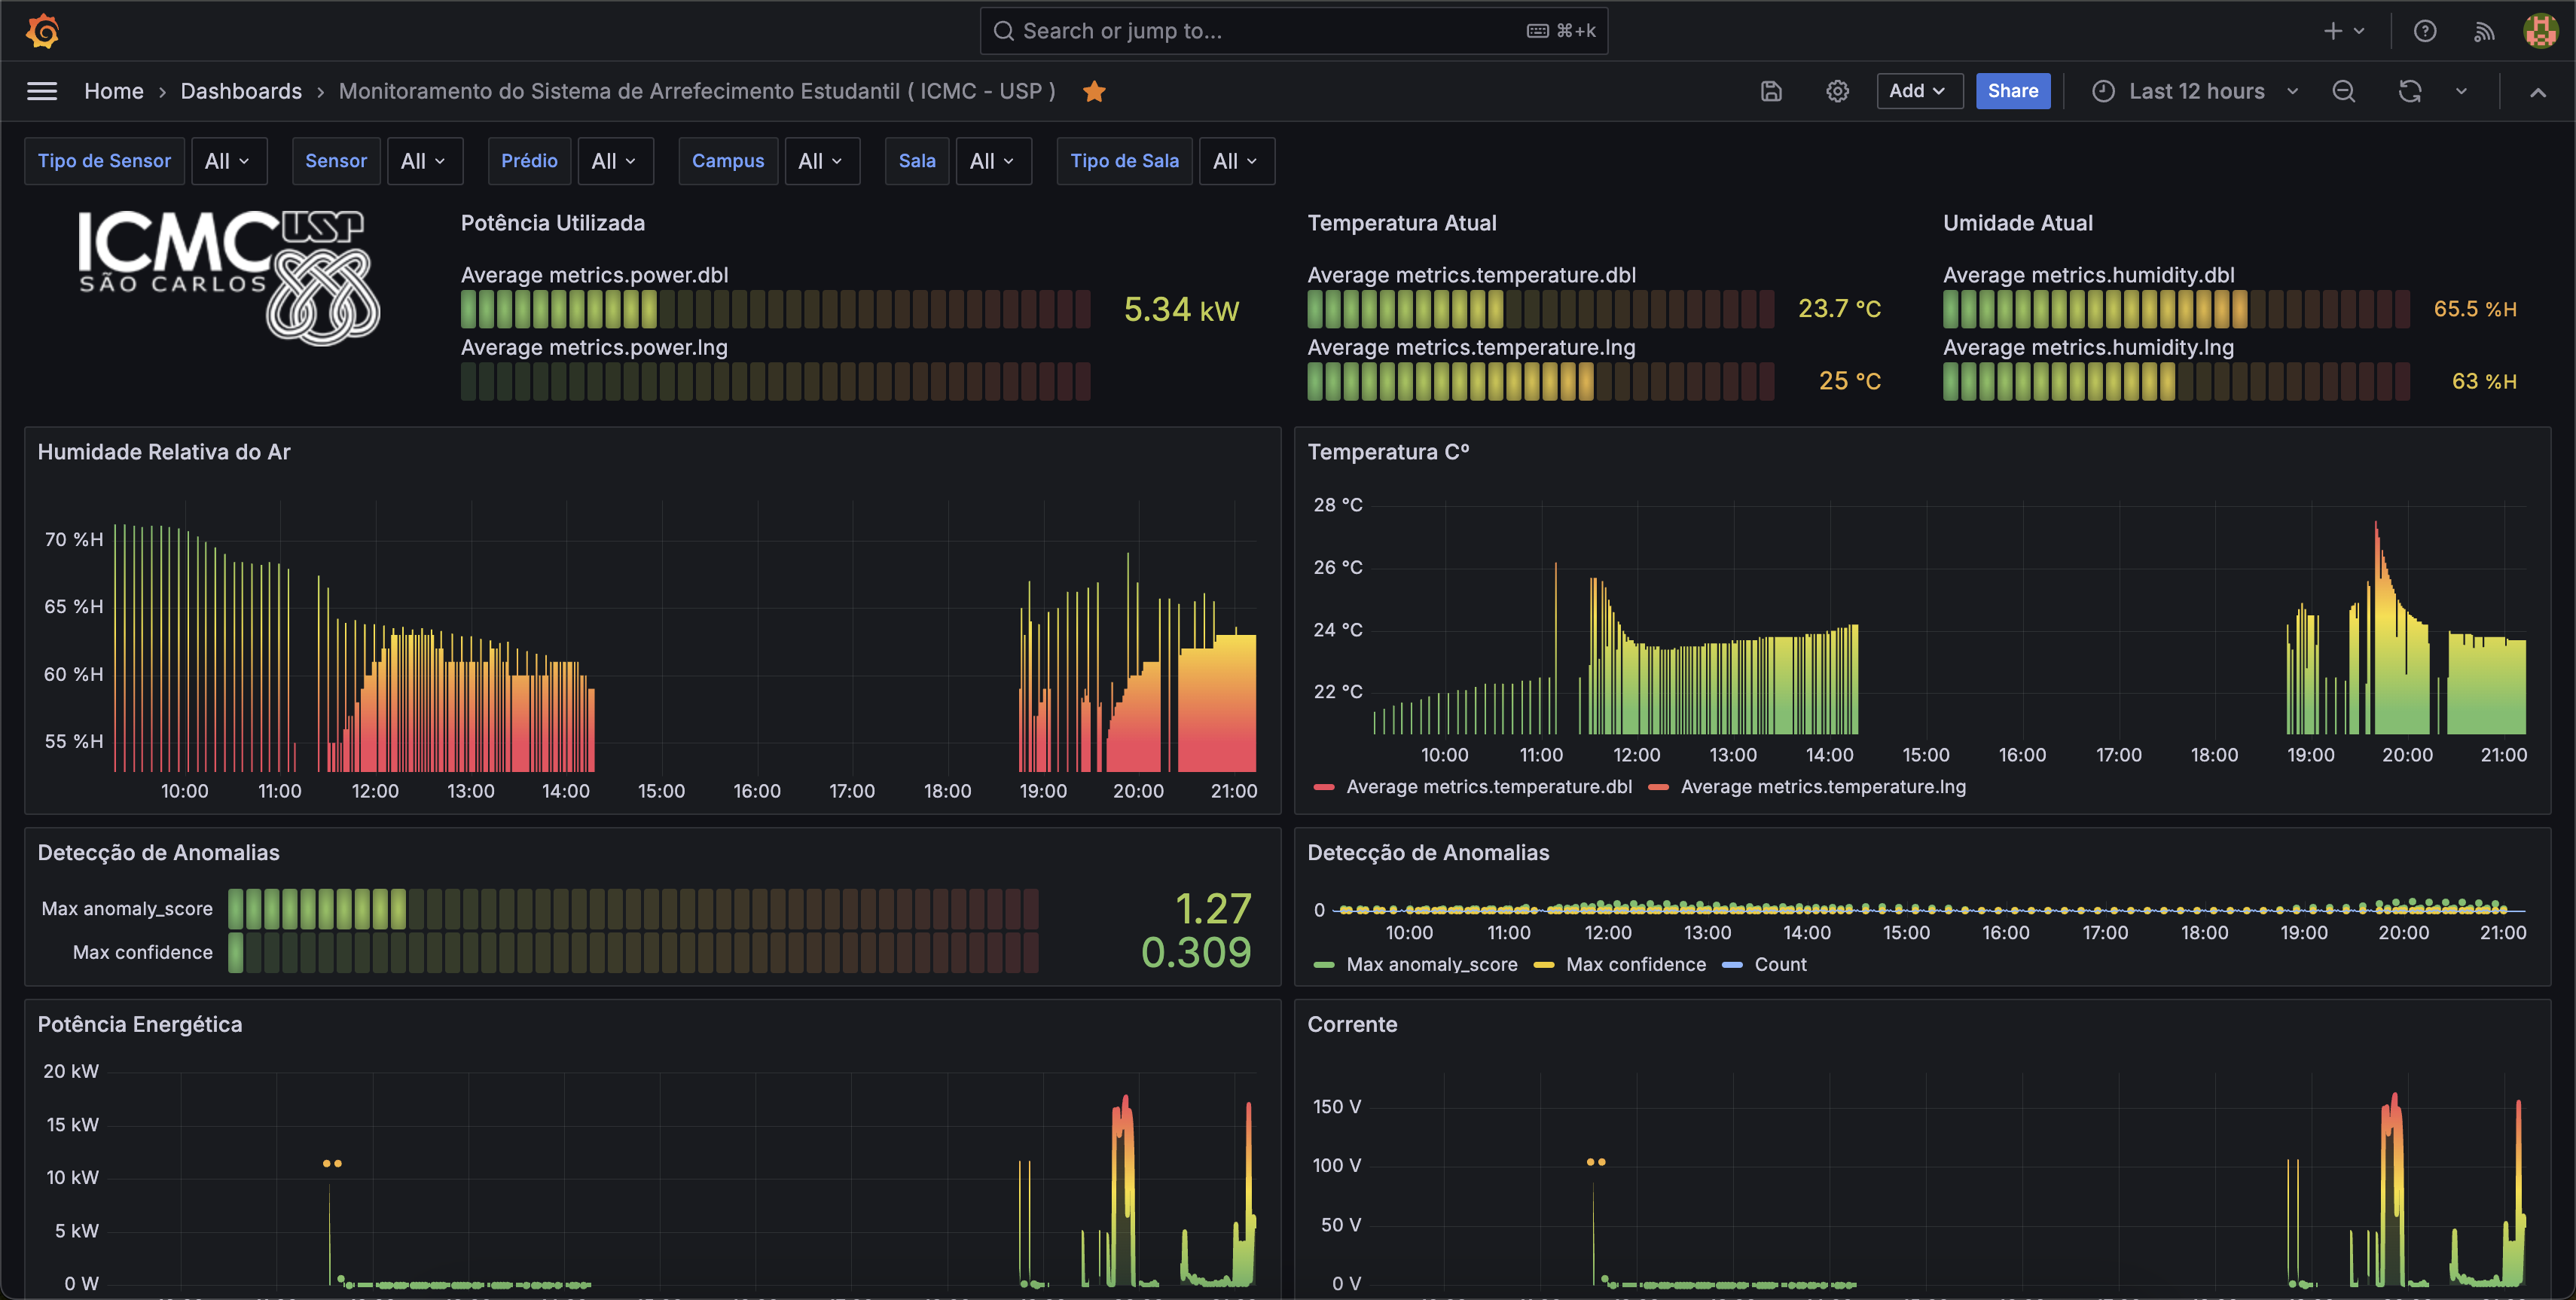 Search or jump to...
⌘+k
Home > Dashboards > Monitoramento do Sistema de Arrefecimento Estudantil ( ICMC - USP )
Add
Share
Last 12 hours
Tipo de Sensor All Sensor All Prédio All Campus All Sala All Tipo de Sala All
ICMC USP
SÃO CARLOS
Potência Utilizada
Average metrics.power.dbl
5.34 kW
Average metrics.power.lng
Temperatura Atual
Average metrics.temperature.dbl
23.7 °C
Average metrics.temperature.lng
25 °C
Umidade Atual
Average metrics.humidity.dbl
65.5 %H
Average metrics.humidity.lng
63 %H
Humidade Relativa do Ar
70 %H
65 %H
60 %H
55 %H
10:00 11:00 12:00 13:00 14:00 15:00 16:00 17:00 18:00 19:00 20:00 21:00
Temperatura Cº
28 °C
26 °C
24 °C
22 °C
10:00 11:00 12:00 13:00 14:00 15:00 16:00 17:00 18:00 19:00 20:00 21:00
Average metrics.temperature.dbl Average metrics.temperature.lng
Detecção de Anomalias
Max anomaly_score 1.27
Max confidence 0.309
Detecção de Anomalias
0
10:00 11:00 12:00 13:00 14:00 15:00 16:00 17:00 18:00 19:00 20:00 21:00
Max anomaly_score Max confidence Count
Potência Energética
20 kW
15 kW
10 kW
5 kW
0 W
Corrente
150 V
100 V
50 V
0 V